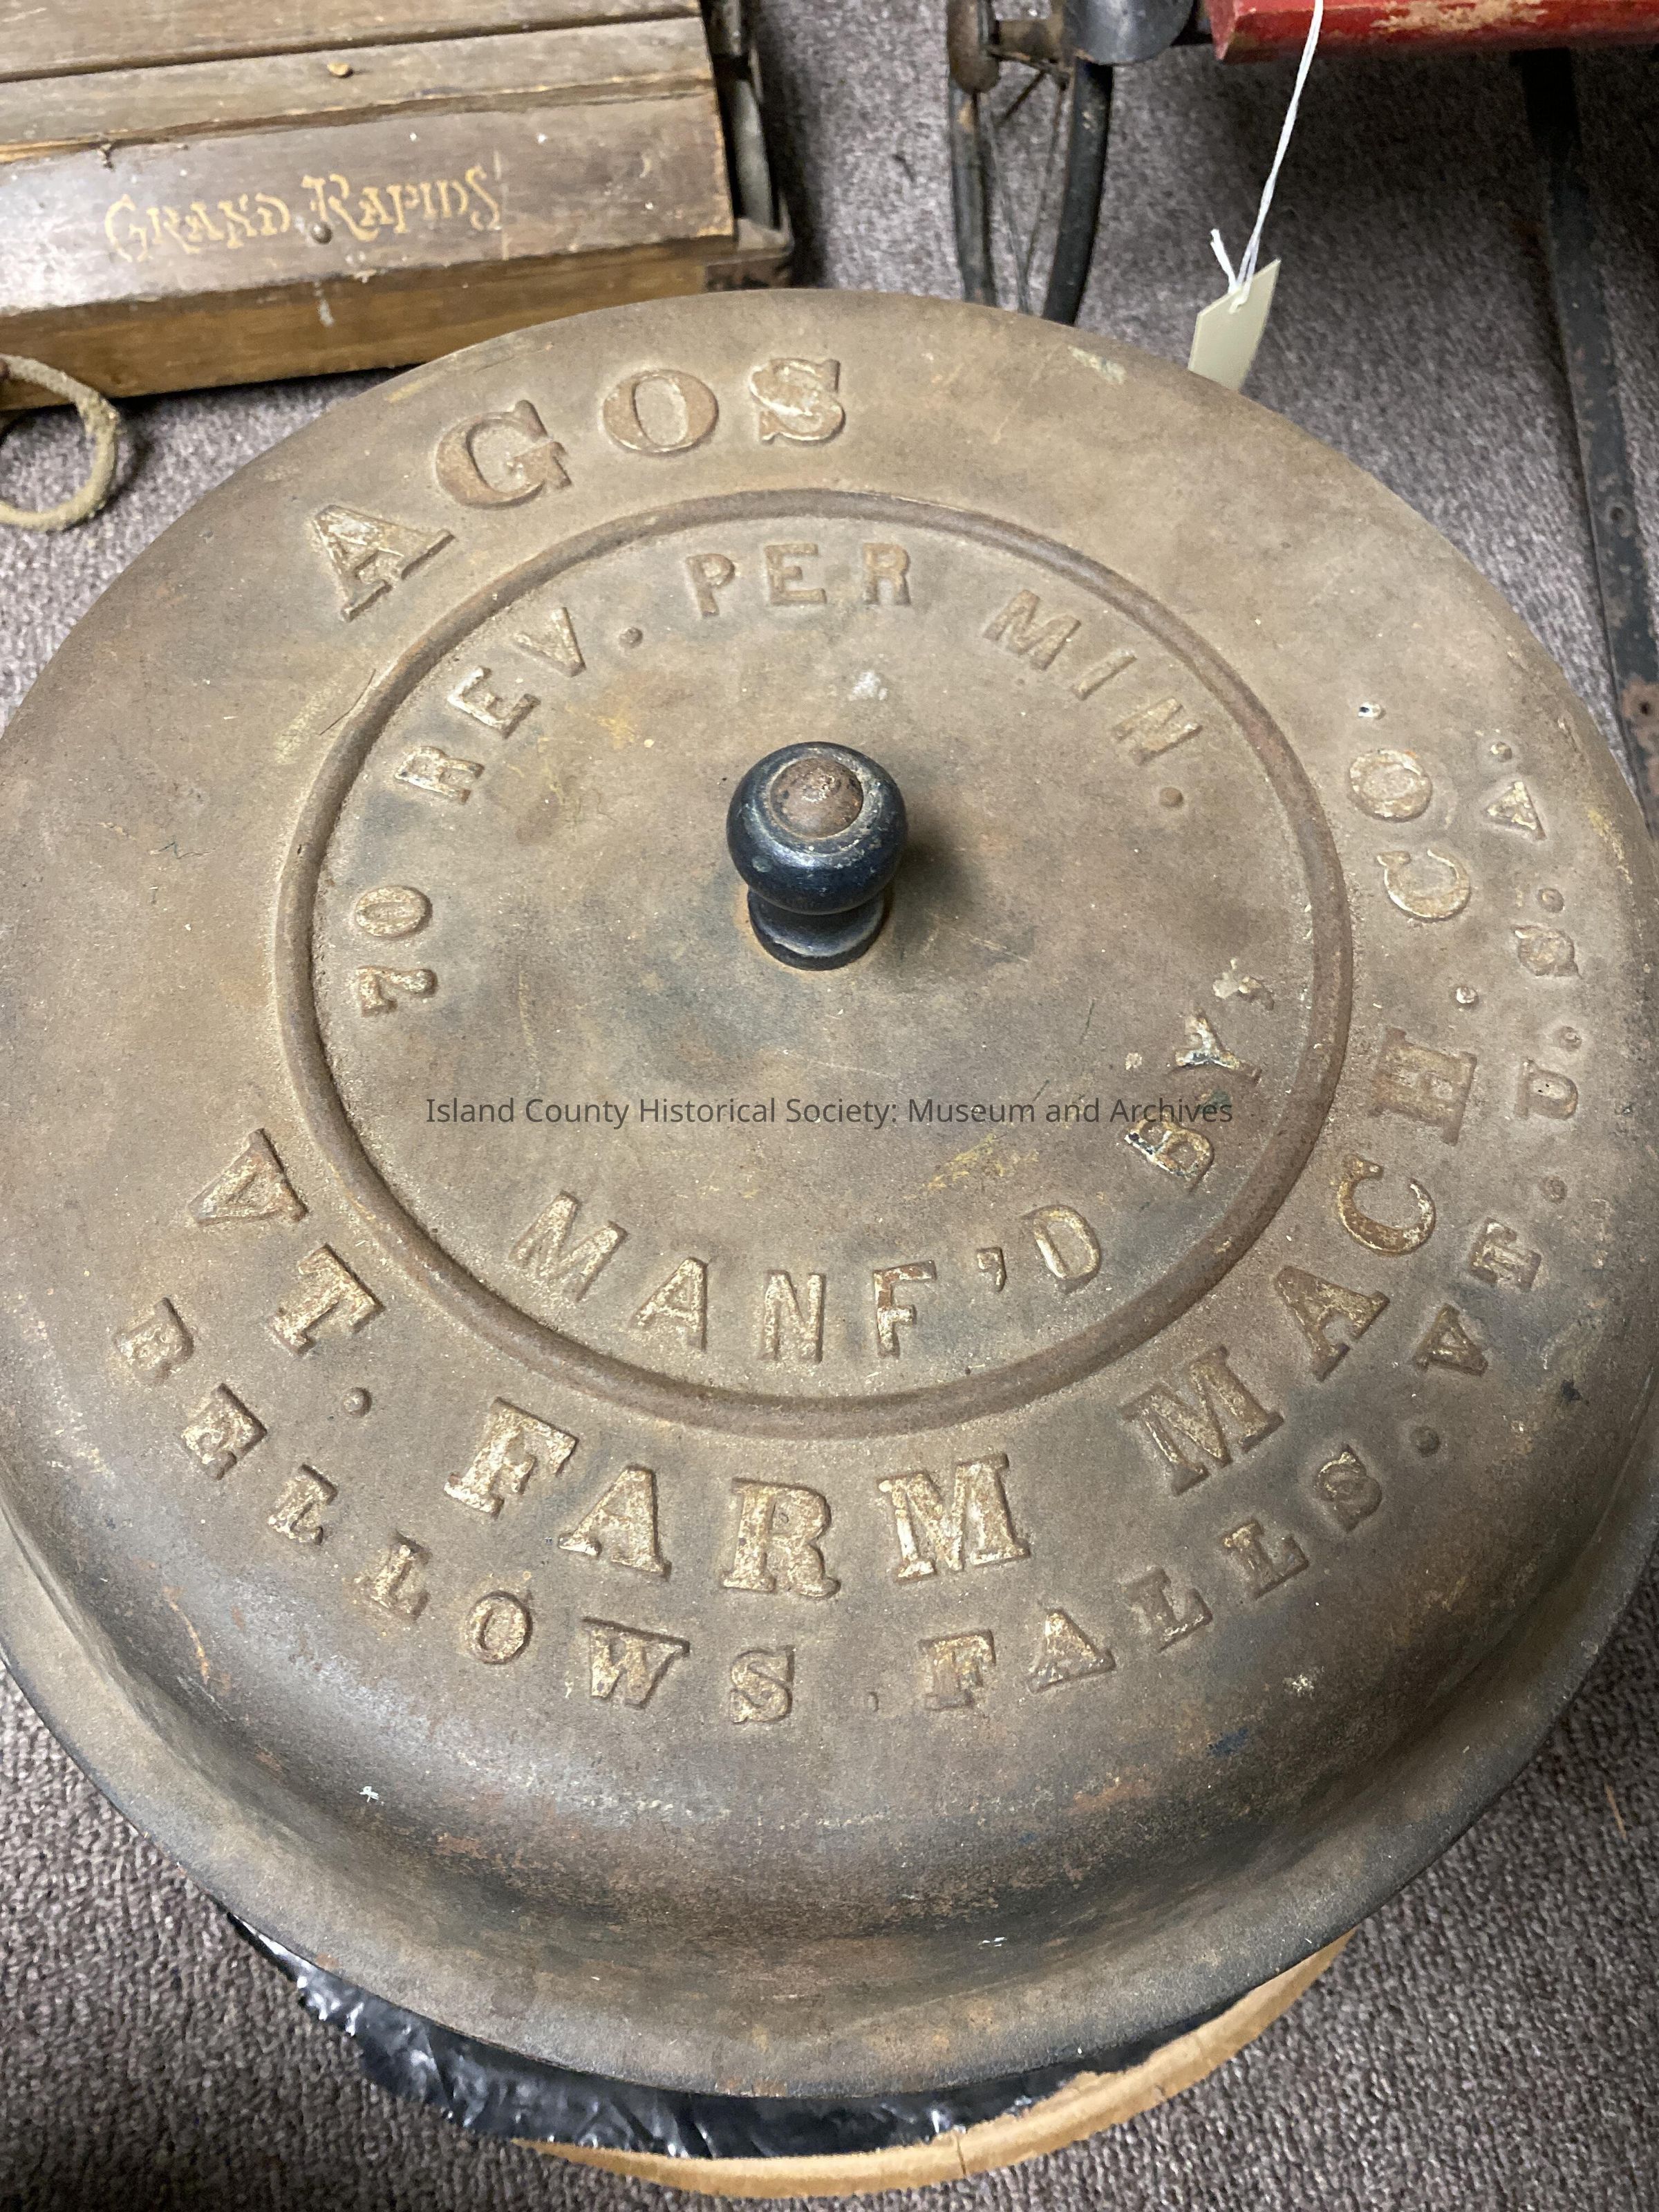 GRAND RAPIDS
AGOS
70 REV. PER MIN.
MANF'D BY,
VT. FARM MACH. CO.
BELLOWS FALLS. VT. U.S.A.
Island County Historical Society: Museum and Archives